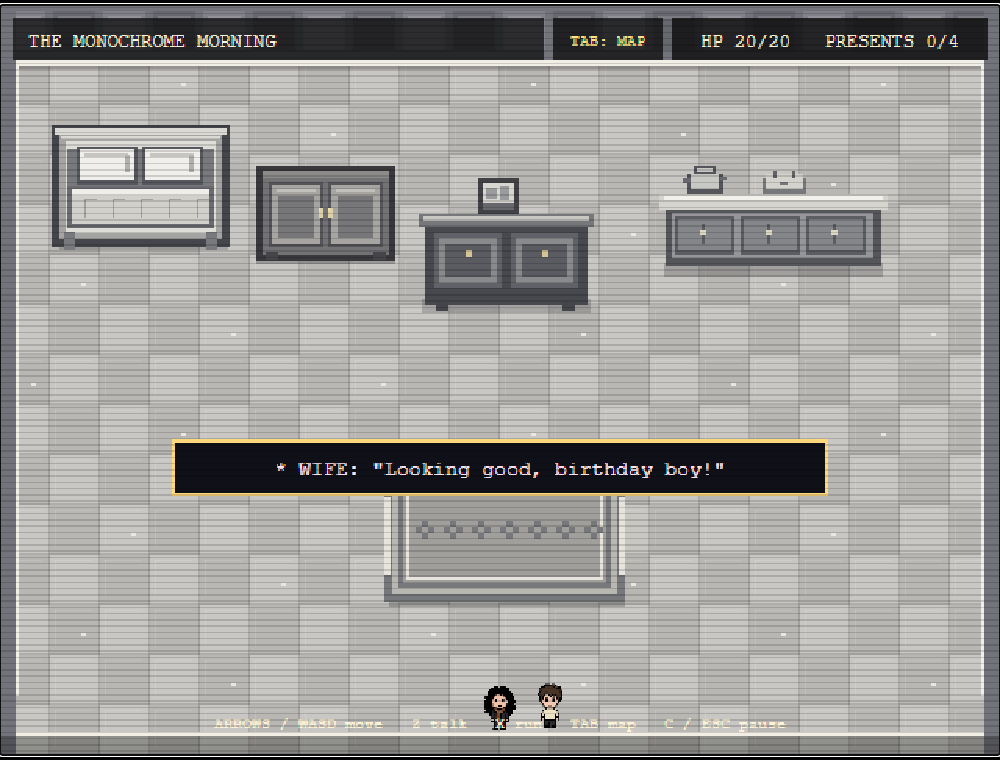 THE MONOCHROME MORNING
TAB: MAP
HP 20/20 PRESENTS 0/4
* WIFE: "Looking good, birthday boy!"
ARROWS / WASD move Z talk X run TAB map C / ESC pause